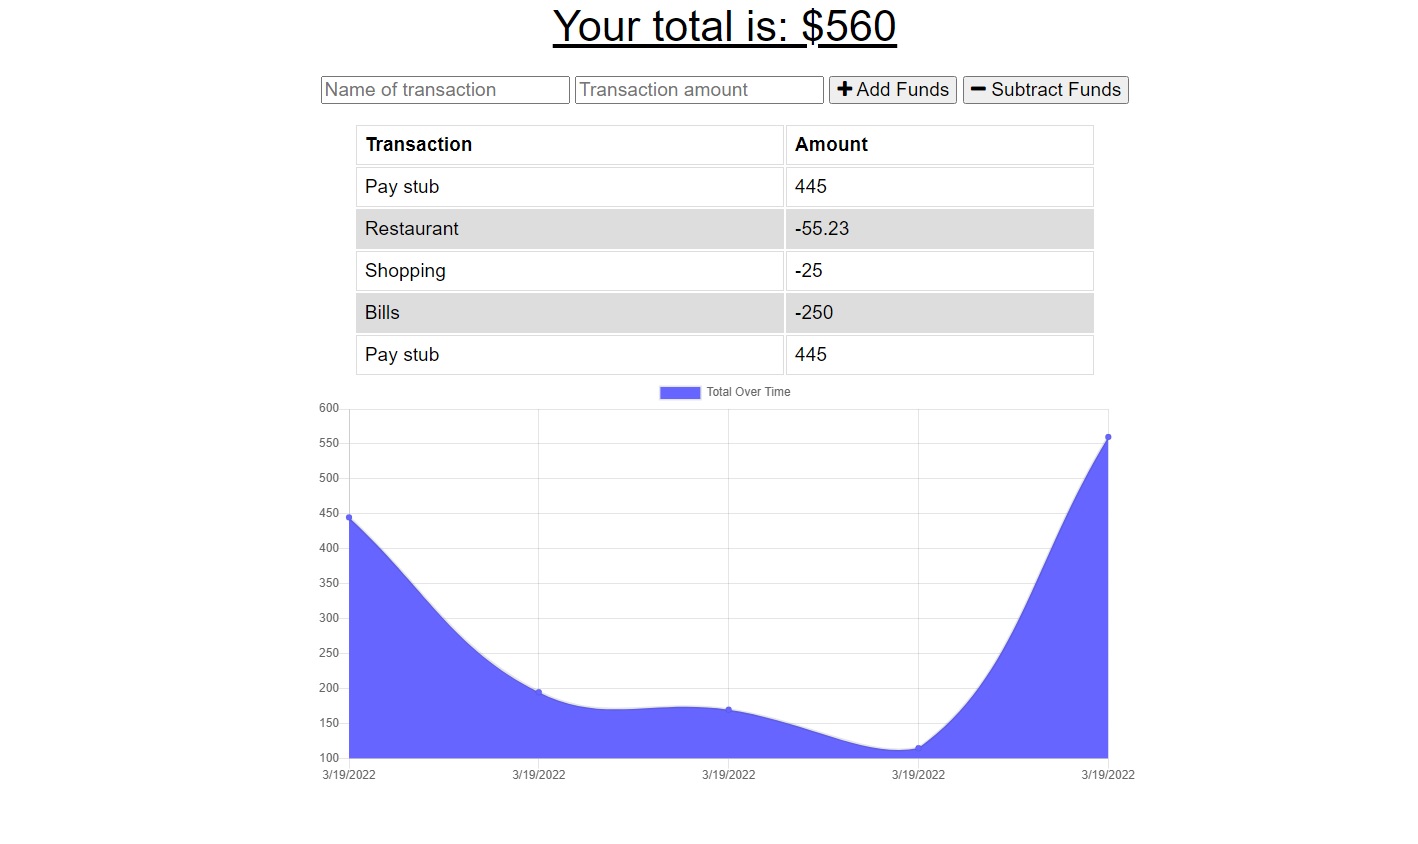 Your total is: $560
Name of transaction Transaction amount Add Funds Subtract Funds
Transaction Amount
Pay stub 445
Restaurant -55.23
Shopping -25
Bills -250
Pay stub 445
Total Over Time
600
550
500
450
400
350
300
250
200
150
100
3/19/2022 3/19/2022 3/19/2022 3/19/2022 3/19/2022